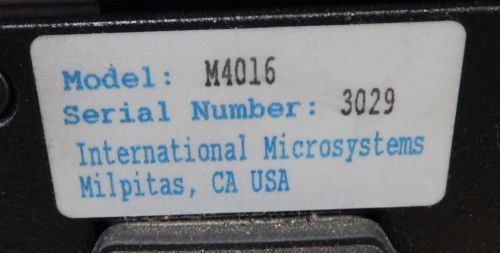 Model: M4016
Serial Number: 3029
International Microsystems
Milpitas, CA USA